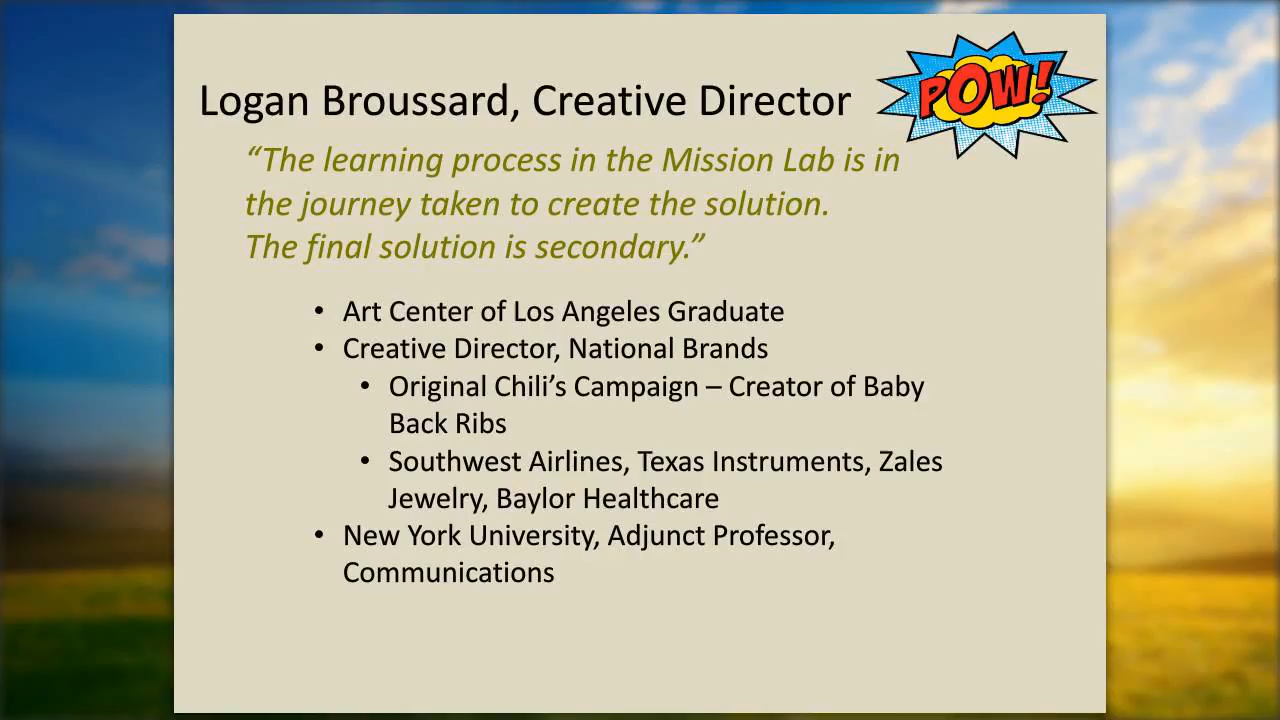 POW!
Logan Broussard, Creative Director
“The learning process in the Mission Lab is in
the journey taken to create the solution.
The final solution is secondary.”
• Art Center of Los Angeles Graduate
• Creative Director, National Brands
• Original Chili’s Campaign – Creator of Baby
Back Ribs
• Southwest Airlines, Texas Instruments, Zales
Jewelry, Baylor Healthcare
• New York University, Adjunct Professor,
Communications